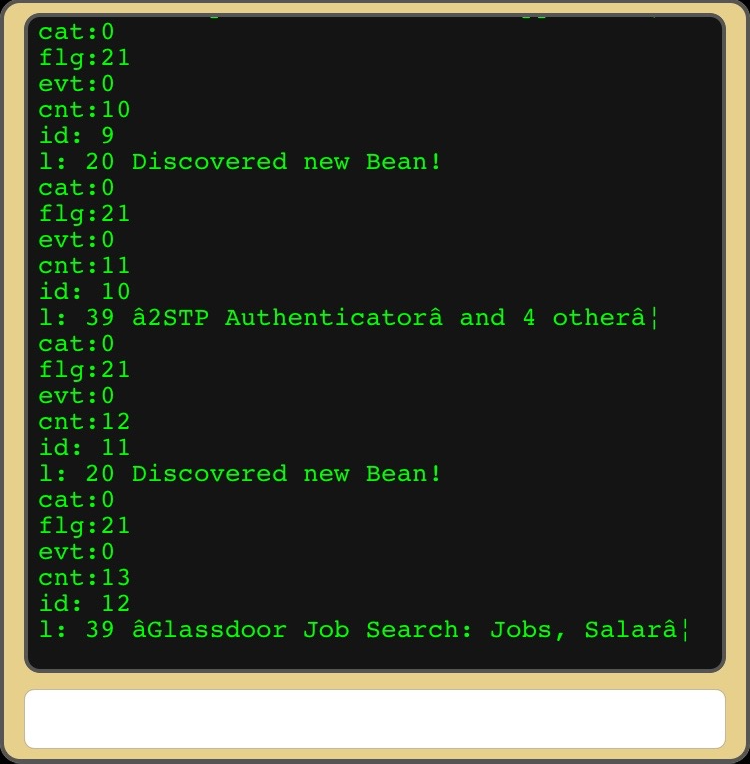 cat:0
flg:21
evt:0
cnt:10
id: 9
l: 20 Discovered new Bean!
cat:0
flg:21
evt:0
cnt:11
id: 10
l: 39 â2STP Authenticatorâ and 4 otherâ¦
cat:0
flg:21
evt:0
cnt:12
id: 11
l: 20 Discovered new Bean!
cat:0
flg:21
evt:0
cnt:13
id: 12
l: 39 âGlassdoor Job Search: Jobs, Salarâ¦